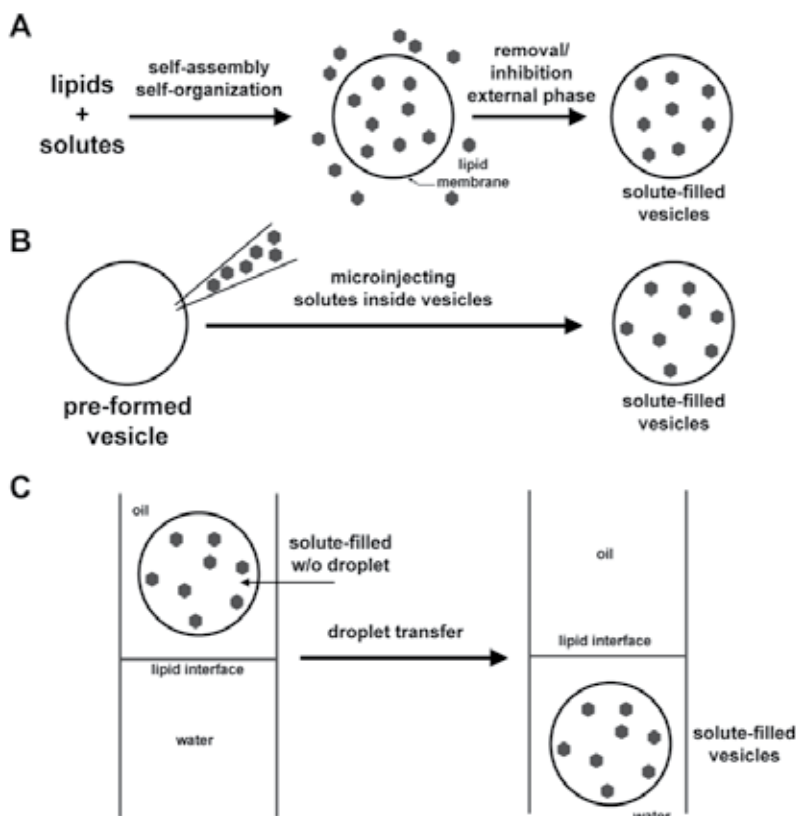 A
lipids
+
solutes
self-assembly
self-organization
lipid
membrane
removal/
inhibition
external phase
solute-filled
vesicles
B
pre-formed
vesicle
microinjecting
solutes inside vesicles
solute-filled
vesicles
C
oil
solute-filled
w/o droplet
lipid interface
water
droplet transfer
oil
lipid interface
solute-filled
vesicles
water